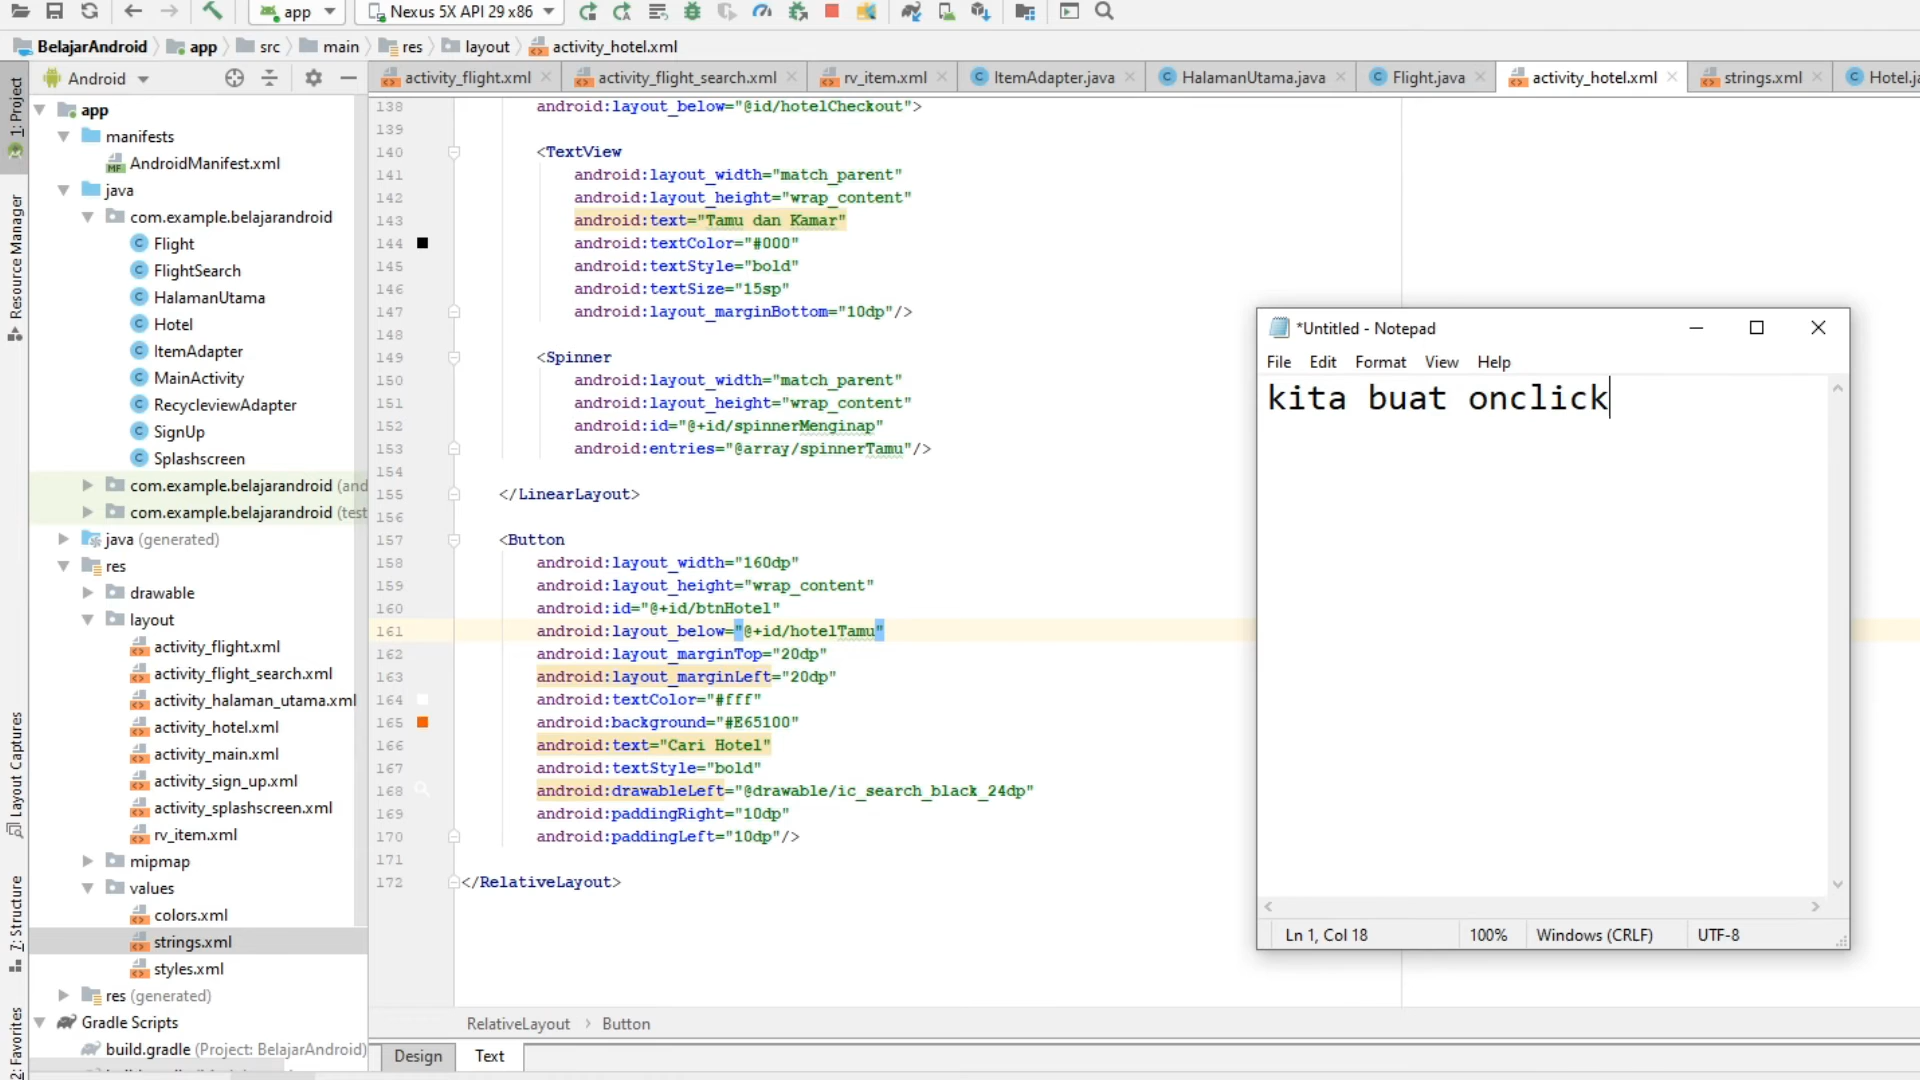 app
Nexus 5X API 29 x86
BelajarAndroid
app
src
main
res
layout
activity_hotel.xml
Android
activity_flight.xml
activity_flight_search.xml
rv_item.xml
ItemAdapter.java
HalamanUtama.java
Flight.java
activity_hotel.xml
strings.xml
1: Project
Resource Manager
Layout Captures
7: Structure
2: Favorites
app
manifests
AndroidManifest.xml
java
com.example.belajarandroid
Flight
FlightSearch
HalamanUtama
Hotel
ItemAdapter
MainActivity
RecycleviewAdapter
SignUp
Splashscreen
com.example.belajarandroid
com.example.belajarandroid
java (generated)
res
drawable
layout
activity_flight.xml
activity_flight_search.xml
activity_halaman_utama.xml
activity_hotel.xml
activity_main.xml
activity_sign_up.xml
activity_splashscreen.xml
rv_item.xml
mipmap
values
colors.xml
strings.xml
styles.xml
res (generated)
Gradle Scripts
build.gradle (Project: BelajarAndroid)
138 android:layout_below="@id/hotelCheckout">
139
140 <TextView
141 android:layout_width="match_parent"
142 android:layout_height="wrap_content"
143 android:text="Tamu dan Kamar"
144 android:textColor="#000"
145 android:textStyle="bold"
146 android:textSize="15sp"
147 android:layout_marginBottom="10dp"/>
148
149 <Spinner
150 android:layout_width="match_parent"
151 android:layout_height="wrap_content"
152 android:id="@+id/spinnerMenginap"
153 android:entries="@array/spinnerTamu"/>
154
155 </LinearLayout>
156
157 <Button
158 android:layout_width="160dp"
159 android:layout_height="wrap_content"
160 android:id="@+id/btnHotel"
161 android:layout_below="@+id/hotelTamu"
162 android:layout_marginTop="20dp"
163 android:layout_marginLeft="20dp"
164 android:textColor="#fff"
165 android:background="#E65100"
166 android:text="Cari Hotel"
167 android:textStyle="bold"
168 android:drawableLeft="@drawable/ic_search_black_24dp"
169 android:paddingRight="10dp"
170 android:paddingLeft="10dp"/>
171
172 </RelativeLayout>
RelativeLayout
Button
Design
Text
*Untitled - Notepad
File Edit Format View Help
kita buat onclick
Ln 1, Col 18
100%
Windows (CRLF)
UTF-8